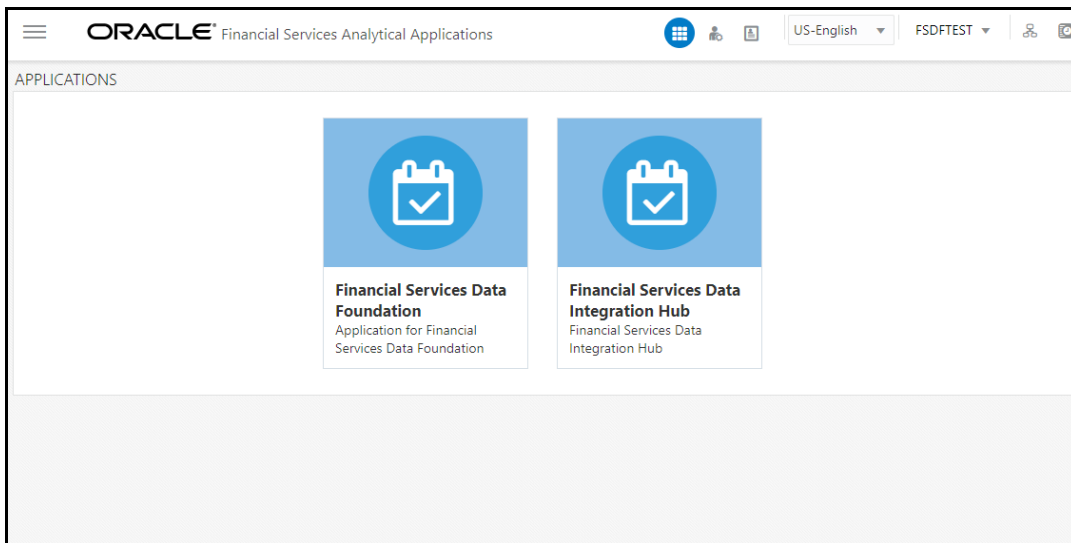 ORACLE® Financial Services Analytical Applications
US-English
FSDFTEST
APPLICATIONS
Financial Services Data
Foundation
Application for Financial
Services Data Foundation
Financial Services Data
Integration Hub
Financial Services Data
Integration Hub